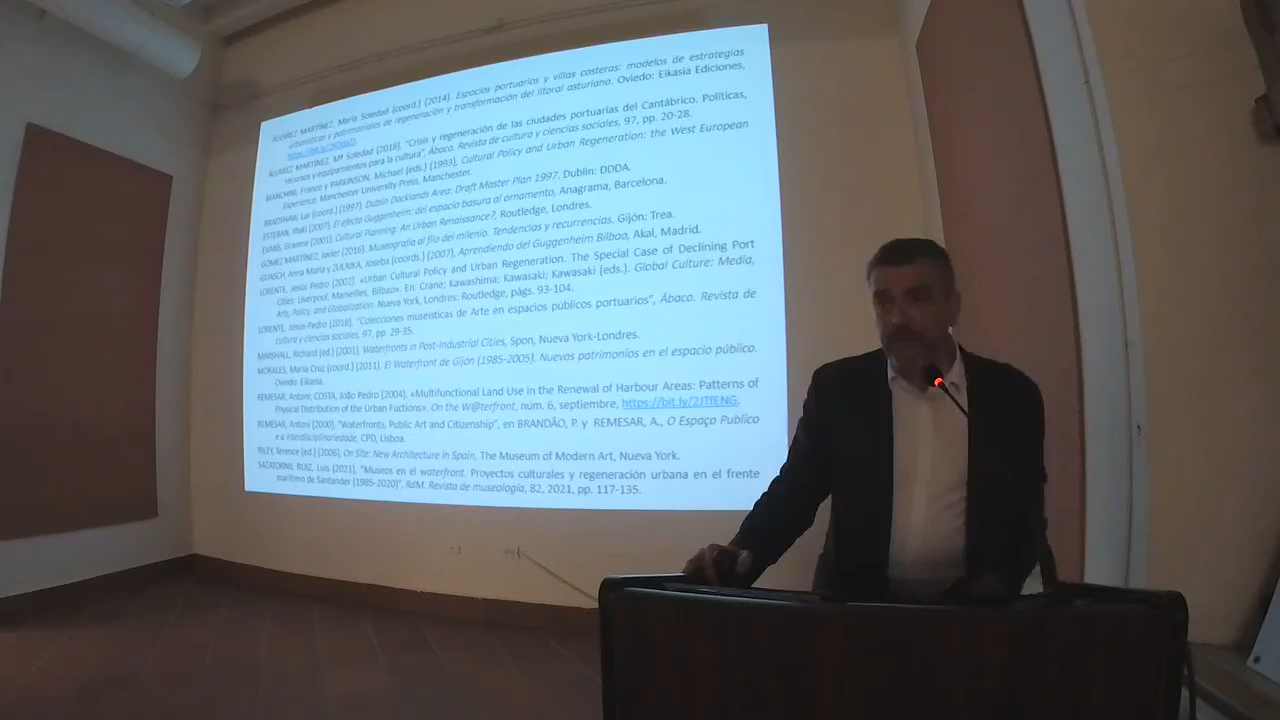 ÁLVAREZ MARTÍNEZ, María Soledad (coord.) (2014). Espacios portuarios y villas costeras: modelos de estrategias
urbanísticas y patrimoniales de regeneración y transformación del litoral asturiano. Oviedo: Eikasia Ediciones,
ÁLVAREZ MARTÍNEZ, Mª Soledad (2018). "Crisis y regeneración de las ciudades portuarias del Cantábrico. Políticas,
recursos y equipamientos para la cultura", Ábaco. Revista de cultura y ciencias sociales, 97, pp. 20-28.
BIANCHINI, Franco y PARKINSON, Michael (eds.) (1993), Cultural Policy and Urban Regeneration: the West European
Experience, Manchester University Press, Manchester.
BRADSHAW, Lar (coord.) (1997). Dublin Docklands Area: Draft Master Plan 1997. Dublin: DDDA.
ESTEBAN, Iñaki (2007), El efecto Guggenheim: del espacio basura al ornamento, Anagrama, Barcelona.
EVANS, Graeme (2001), Cultural Planning: An Urban Renaissance?, Routledge, Londres.
GÓMEZ MARTÍNEZ, Javier (2016), Museografía al filo del milenio. Tendencias y recurrencias. Gijón: Trea.
GUASCH, Anna Maria y ZULAIKA, Joseba (coords.) (2007), Aprendiendo del Guggenheim Bilbao, Akal, Madrid.
LORENTE, Jesús Pedro (2002). «Urban Cultural Policy and Urban Regeneration. The Special Case of Declining Port
Cities: Liverpool, Marseilles, Bilbao». En: Crane; Kawashima; Kawasaki; Kawasaki (eds.). Global Culture: Media,
Arts, Policy, and Globalization. Nueva York, Londres: Routledge, págs. 93-104.
LORENTE, Jesús-Pedro (2018). "Colecciones museísticas de Arte en espacios públicos portuarios", Ábaco. Revista de
cultura y ciencias sociales, 97, pp. 29-35.
MARSHALL, Richard (ed.) (2001), Waterfronts in Post-Industrial Cities, Spon, Nueva York-Londres.
MORALES, María Cruz (coord.) (2011). El Waterfront de Gijón (1985-2005). Nuevos patrimonios en el espacio público.
Oviedo: Eikasia.
REMESAR, Antoni; COSTA, João Pedro (2004). «Multifunctional Land Use in the Renewal of Harbour Areas: Patterns of
Physical Distribution of the Urban Fuctions». On the W@terfront, núm. 6, septiembre, https://bit.ly/2JTfENG.
REMESAR, Antoni (2000). "Waterfronts, Public Art and Citizenship", en BRANDÃO, P. y REMESAR, A., O Espaço Publico
e a Interdisciplinariedade, CPD, Lisboa.
RILEY, Terence (ed.) (2006), On Site: New Architecture in Spain, The Museum of Modern Art, Nueva York.
SAZATORNIL RUIZ, Luis (2021), "Museos en el waterfront. Proyectos culturales y regeneración urbana en el frente
marítimo de Santander (1985-2020)", RdM. Revista de museología, 82, 2021, pp. 117-135.